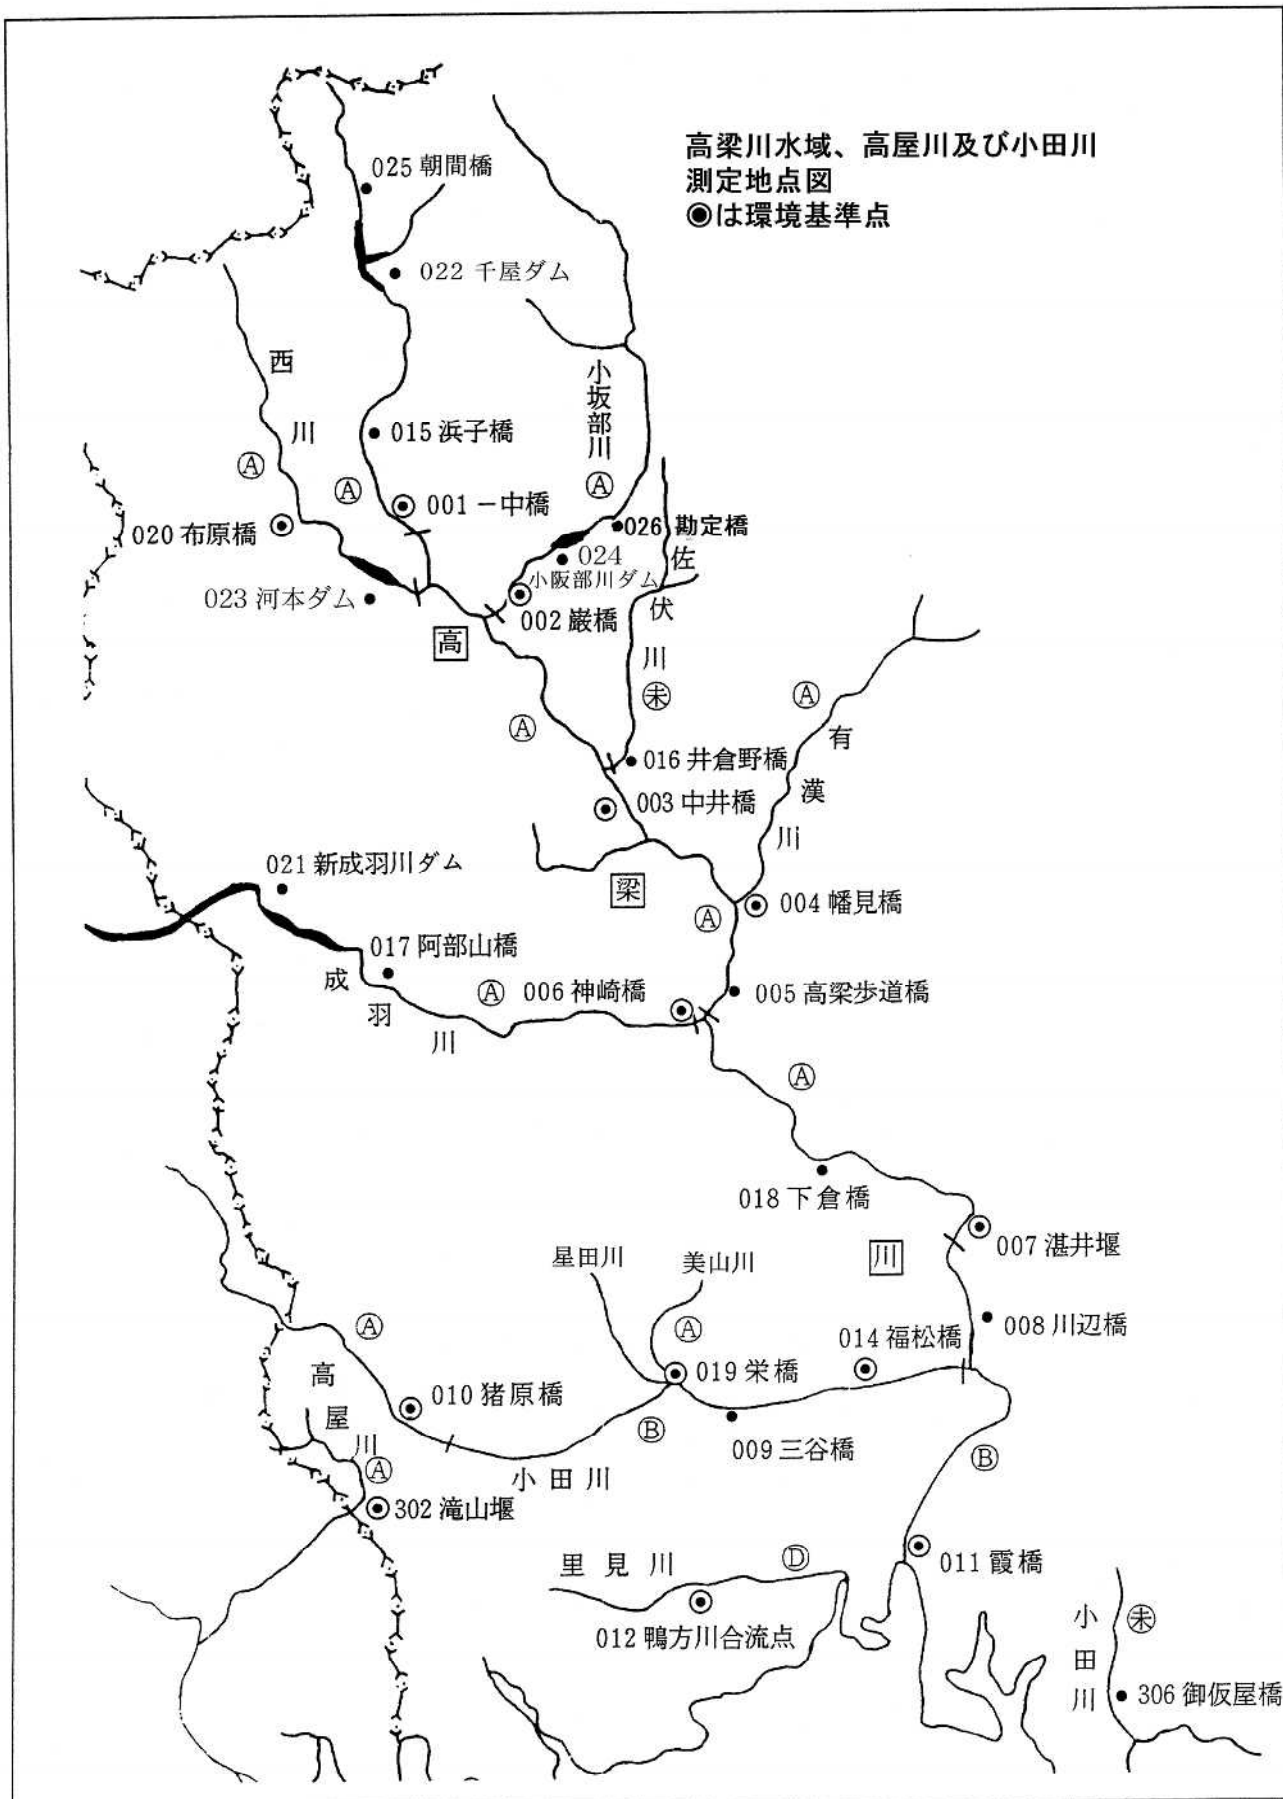 高梁川水域、高屋川及び小田川
測定地点図
◉は環境基準点
025 朝間橋
022 千屋ダム
西川
小坂部川
015 浜子橋
Ⓐ
Ⓐ
Ⓐ
001 一中橋
020 布原橋
026 勘定橋
024
小阪部川ダム
佐伏川
023 河本ダム
002 巌橋
高
㊍
Ⓐ
Ⓐ
有漢川
016 井倉野橋
003 中井橋
021 新成羽川ダム
梁
004 幡見橋
Ⓐ
017 阿部山橋
成羽川
Ⓐ
006 神崎橋
005 高梁歩道橋
Ⓐ
018 下倉橋
007 湛井堰
川
星田川
美山川
Ⓐ
Ⓐ
008 川辺橋
014 福松橋
019 栄橋
高屋川
010 猪原橋
Ⓑ
009 三谷橋
Ⓑ
小田川
Ⓐ
302 滝山堰
里見川
Ⓓ
011 霞橋
012 鴨方川合流点
小田川
306 御仮屋橋